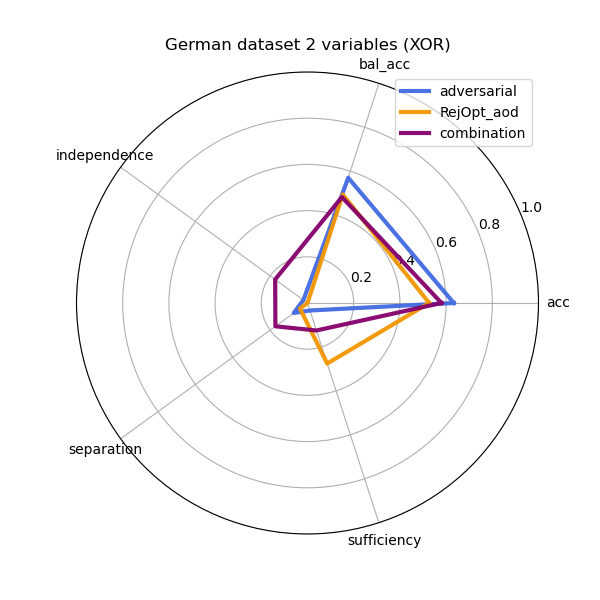 German dataset 2 variables (XOR)
bal_acc
adversarial
RejOpt_aod
combination
independence
1.0
0.8
0.6
0.4
0.2
acc
separation
sufficiency